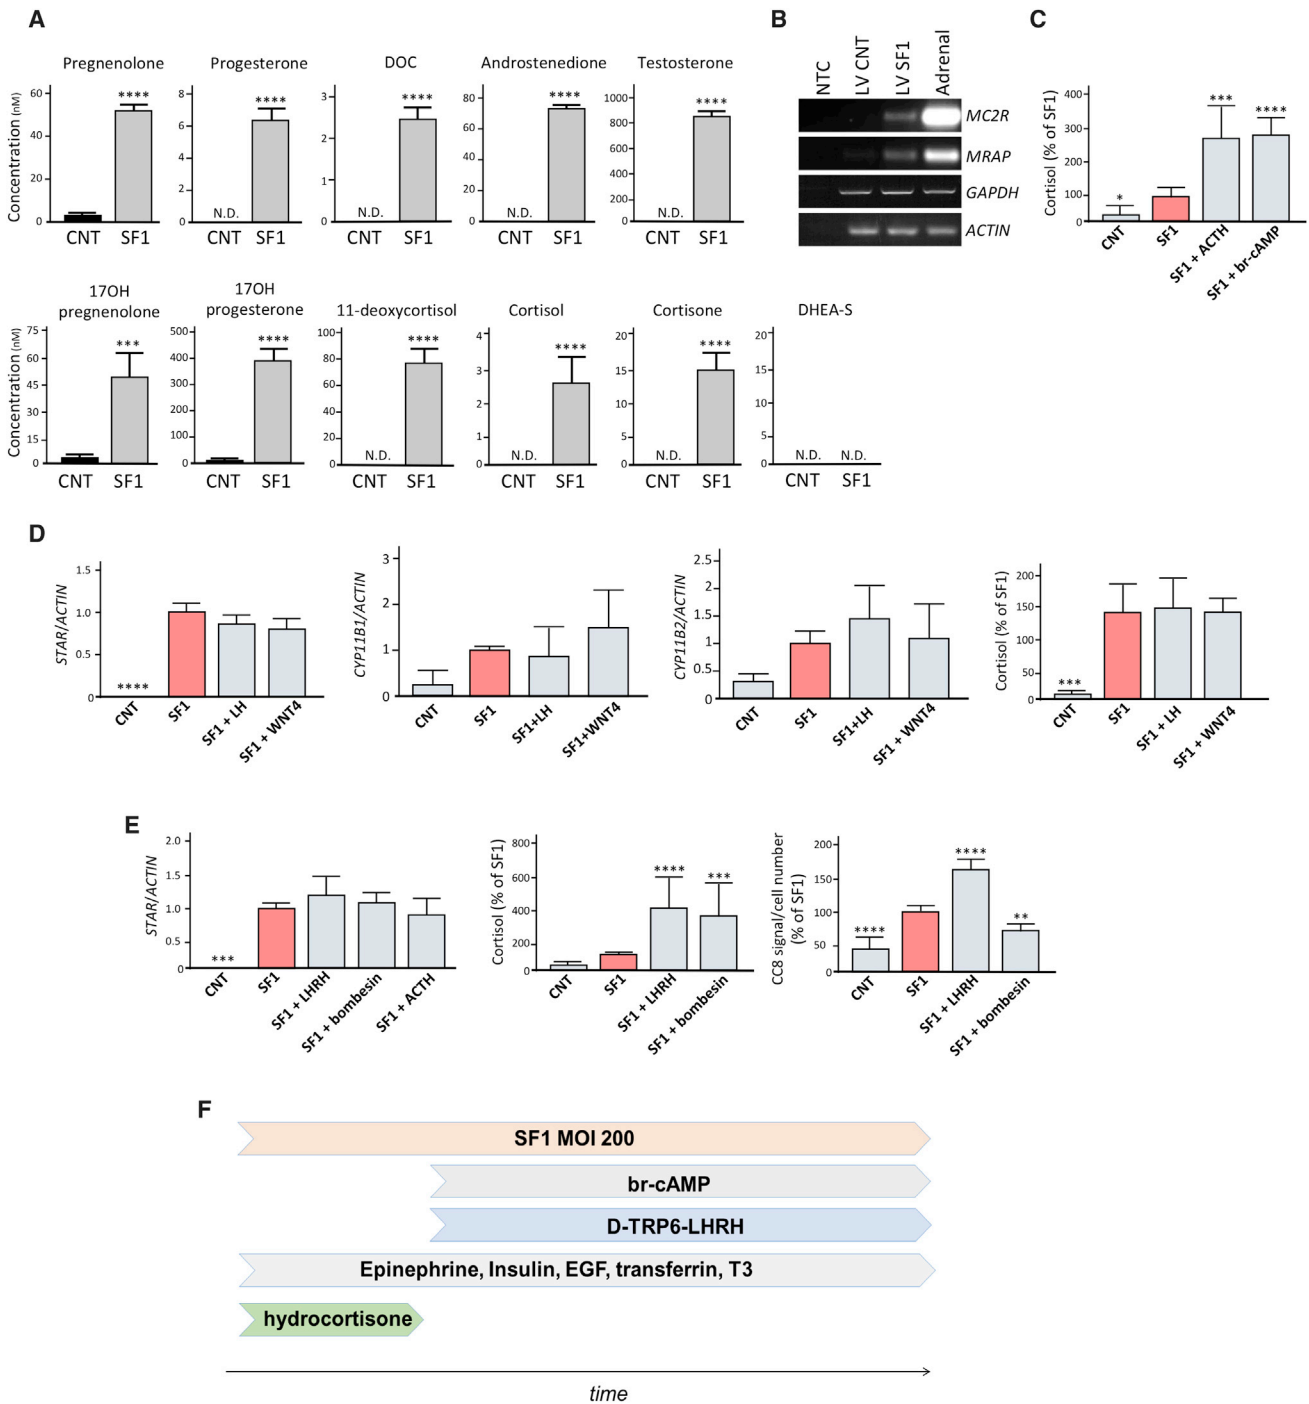 A
Pregnenolone
Progesterone
DOC
Androstenedione
Testosterone
Concentration (nM)
60
40
20
0
****
CNT SF1
8
6
4
2
0
****
N.D.
CNT SF1
3
2
1
0
****
N.D.
CNT SF1
80
60
40
20
0
****
N.D.
CNT SF1
1000
800
600
400
200
0
****
N.D.
CNT SF1
17OH
pregnenolone
17OH
progesterone
11-deoxycortisol
Cortisol
Cortisone
DHEA-S
Concentration (nM)
75
60
45
30
15
0
***
CNT SF1
500
400
300
200
100
0
****
CNT SF1
100
80
60
40
20
0
****
N.D.
CNT SF1
4
3
2
1
0
****
N.D.
CNT SF1
20
15
10
5
0
****
N.D.
CNT SF1
20
15
10
5
0
N.D. N.D.
CNT SF1
B
NTC
LV CNT
LV SF1
Adrenal
MC2R
MRAP
GAPDH
ACTIN
C
Cortisol (% of SF1)
400
300
200
100
0
*
***
****
CNT
SF1
SF1 + ACTH
SF1 + br-cAMP
D
STAR/ACTIN
1.5
1.0
0.5
0
****
CNT
SF1
SF1 + LH
SF1 + WNT4
CYP11B1/ACTIN
3
2
1
0
CNT
SF1
SF1+LH
SF1+WNT4
CYP11B2/ACTIN
2.5
2
1.5
1
0.5
0
CNT
SF1
SF1+LH
SF1 + WNT4
Cortisol (% of SF1)
200
150
100
50
0
***
CNT
SF1
SF1 + LH
SF1 + WNT4
E
STAR/ACTIN
2.0
1.5
1.0
0.5
0
***
CNT
SF1
SF1 + LHRH
SF1 + bombesin
SF1 + ACTH
Cortisol (% of SF1)
800
600
400
200
0
****
***
CNT
SF1
SF1 + LHRH
SF1 + bombesin
CC8 signal/cell number
(% of SF1)
200
150
100
50
0
****
****
**
CNT
SF1
SF1 + LHRH
SF1 + bombesin
F
SF1 MOI 200
br-cAMP
D-TRP6-LHRH
Epinephrine, Insulin, EGF, transferrin, T3
hydrocortisone
time